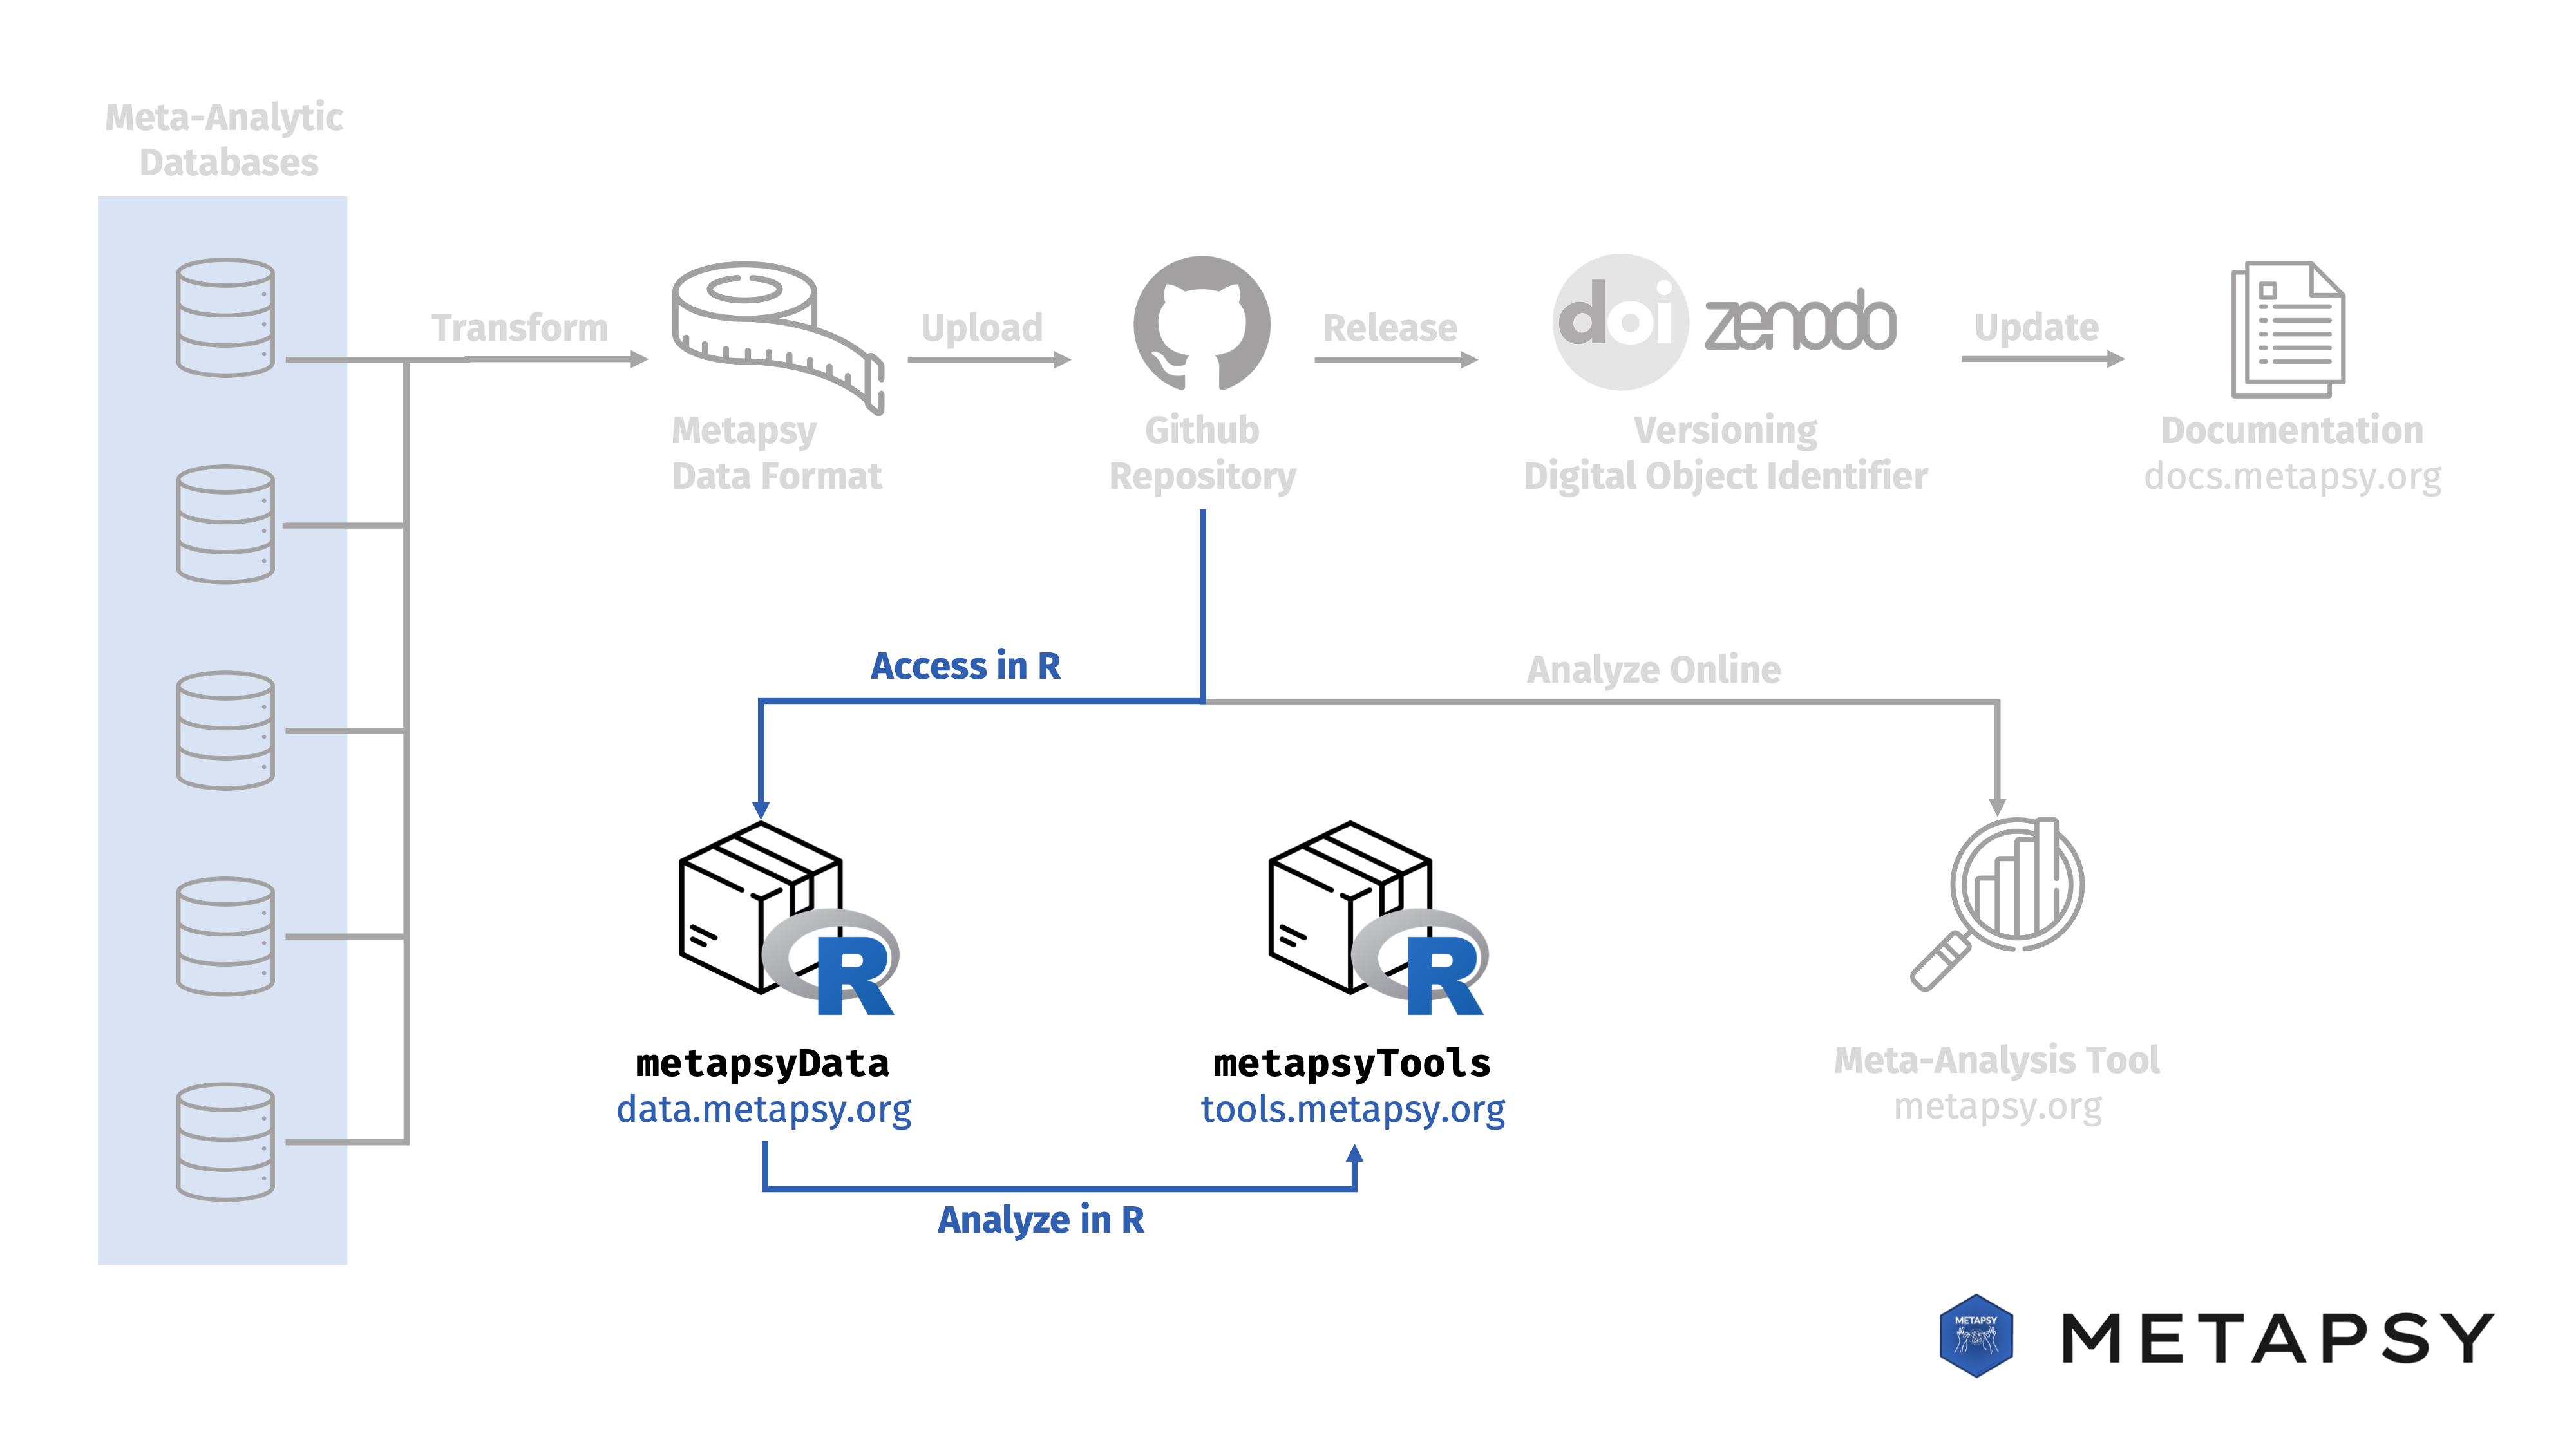 Meta-Analytic
Databases
Transform
Upload
Release
Update
doi
zenodo
Metapsy
Data Format
Github
Repository
Versioning
Digital Object Identifier
Documentation
docs.metapsy.org
Access in R
Analyze Online
R
R
metapsyData
data.metapsy.org
metapsyTools
tools.metapsy.org
Meta-Analysis Tool
metapsy.org
Analyze in R
METAPSY
METAPSY